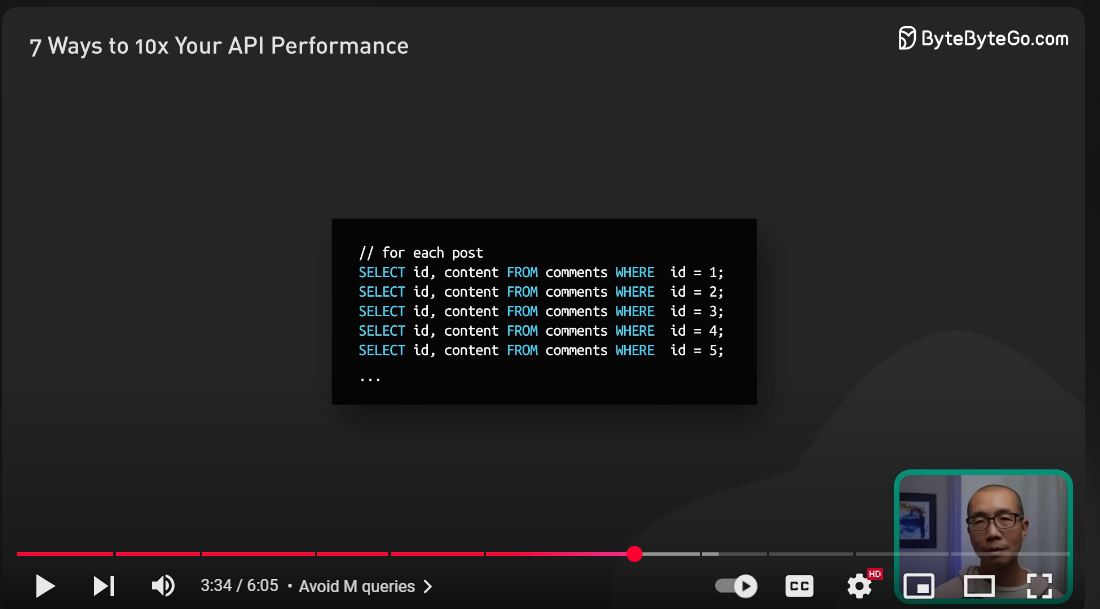 7 Ways to 10x Your API Performance
ByteByteGo.com
// for each post
SELECT id, content FROM comments WHERE  id = 1;
SELECT id, content FROM comments WHERE  id = 2;
SELECT id, content FROM comments WHERE  id = 3;
SELECT id, content FROM comments WHERE  id = 4;
SELECT id, content FROM comments WHERE  id = 5;
...
3:34 / 6:05 • Avoid M queries >
CC
HD